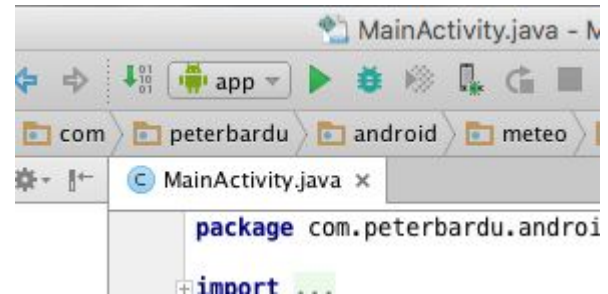 MainActivity.java –
app
com peterbardu android meteo
MainActivity.java
package com.peterbardu.androi
import ...